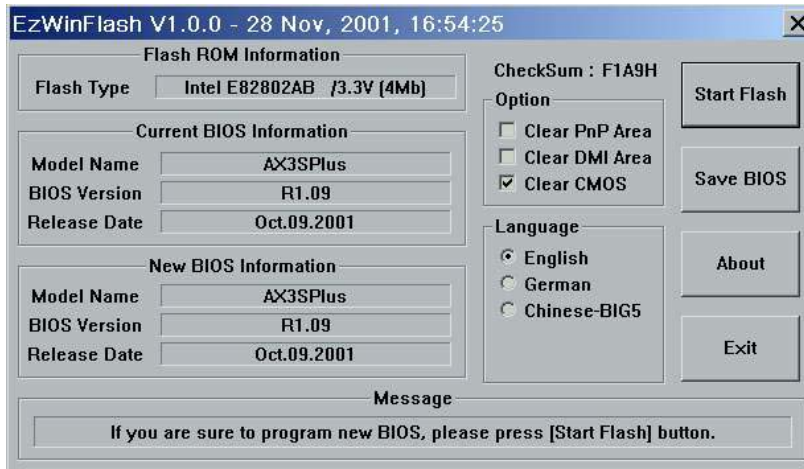 EzWinFlash V1.0.0 - 28 Nov, 2001, 16:54:25
Flash ROM Information
Flash Type Intel E82802AB /3.3V (4Mb)
Current BIOS Information
Model Name AX3SPlus
BIOS Version R1.09
Release Date Oct.09.2001
New BIOS Information
Model Name AX3SPlus
BIOS Version R1.09
Release Date Oct.09.2001
CheckSum : F1A9H
Option
Clear PnP Area
Clear DMI Area
Clear CMOS
Language
English
German
Chinese-BIG5
Start Flash
Save BIOS
About
Exit
Message
If you are sure to program new BIOS, please press [Start Flash] button.